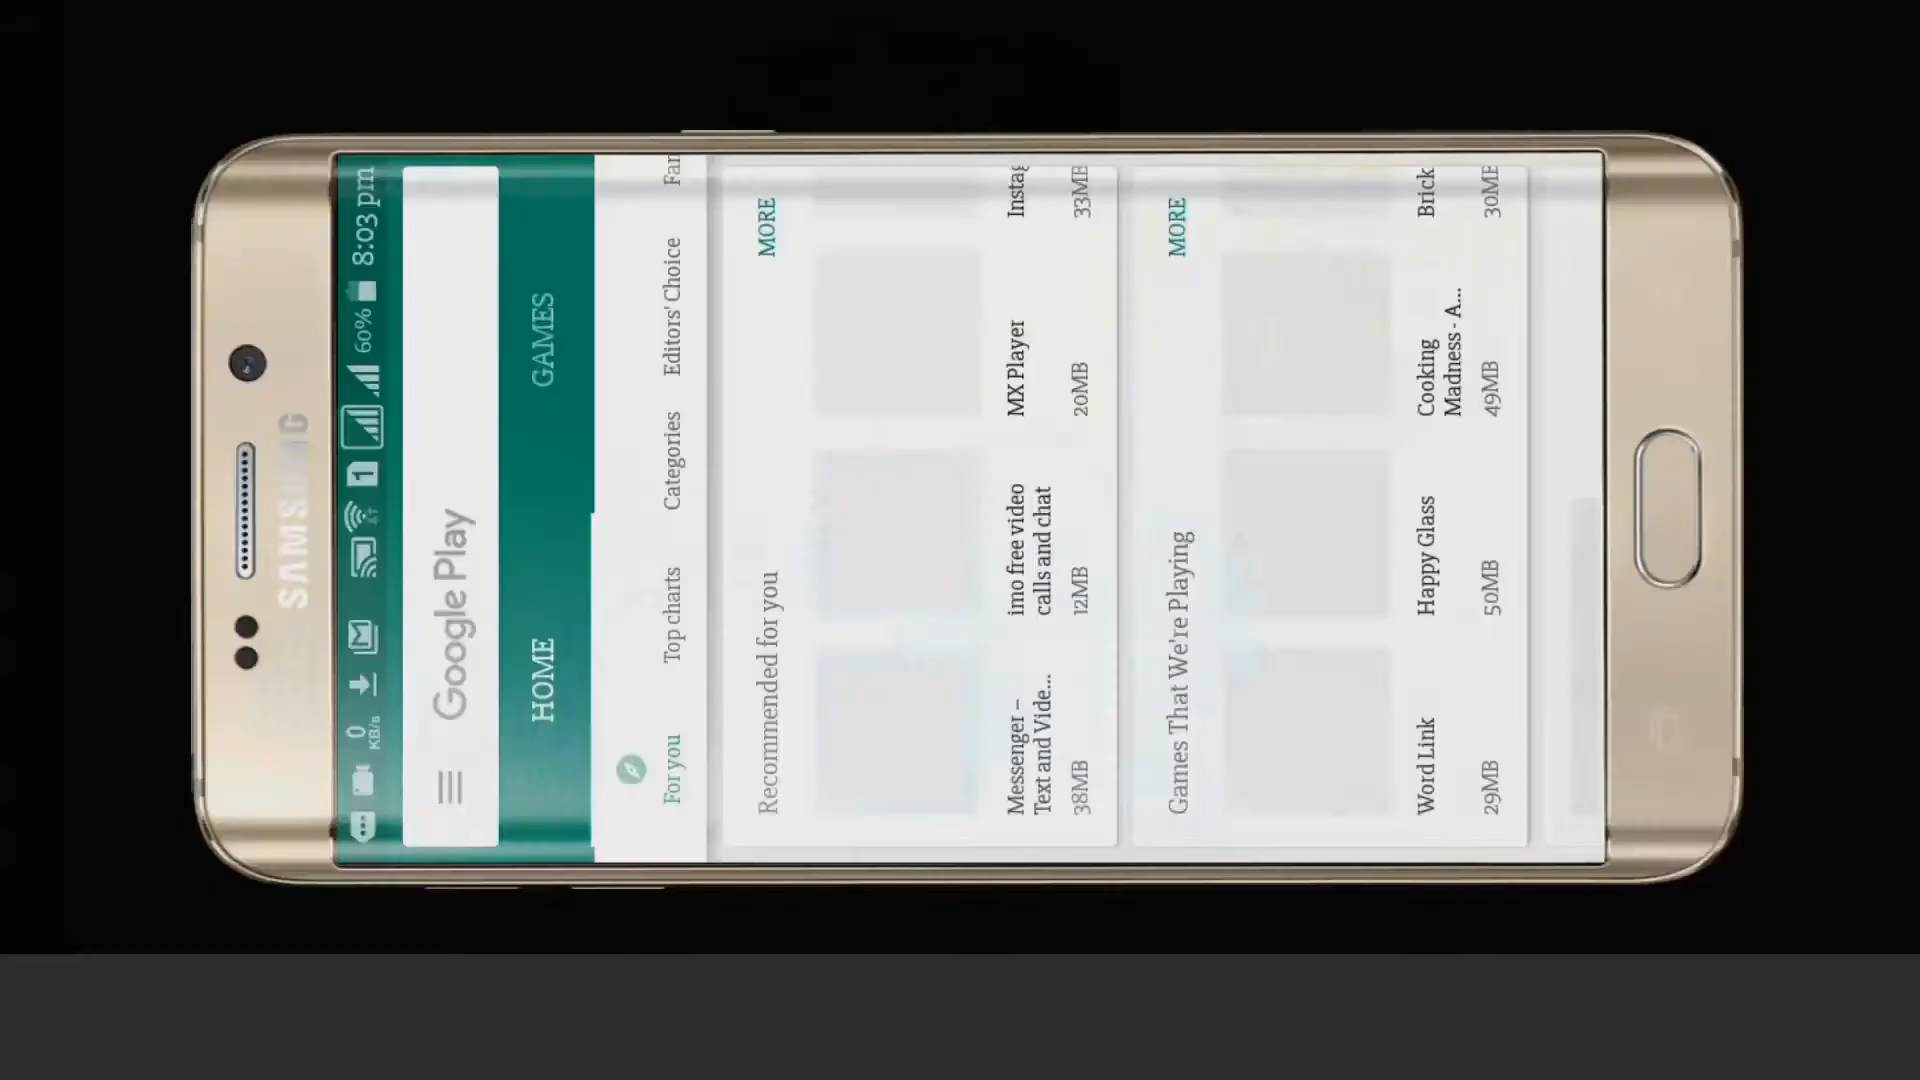 SAMSUNG
0
KB/s
1
60%
8:03 pm
Google Play
HOME
GAMES
For you
Top charts
Categories
Editors' Choice
Recommended for you
MORE
Messenger –
Text and Vide...
38MB
imo free video
calls and chat
12MB
MX Player
20MB
33MB
Games That We're Playing
MORE
Word Link
29MB
Happy Glass
50MB
Cooking
Madness - A...
49MB
Brick
30MB